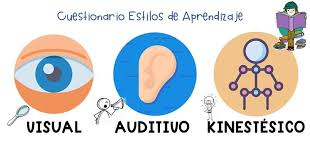 Cuestionario Estilos de Aprendizaje
VISUAL AUDITIVO KINESTÉSICO